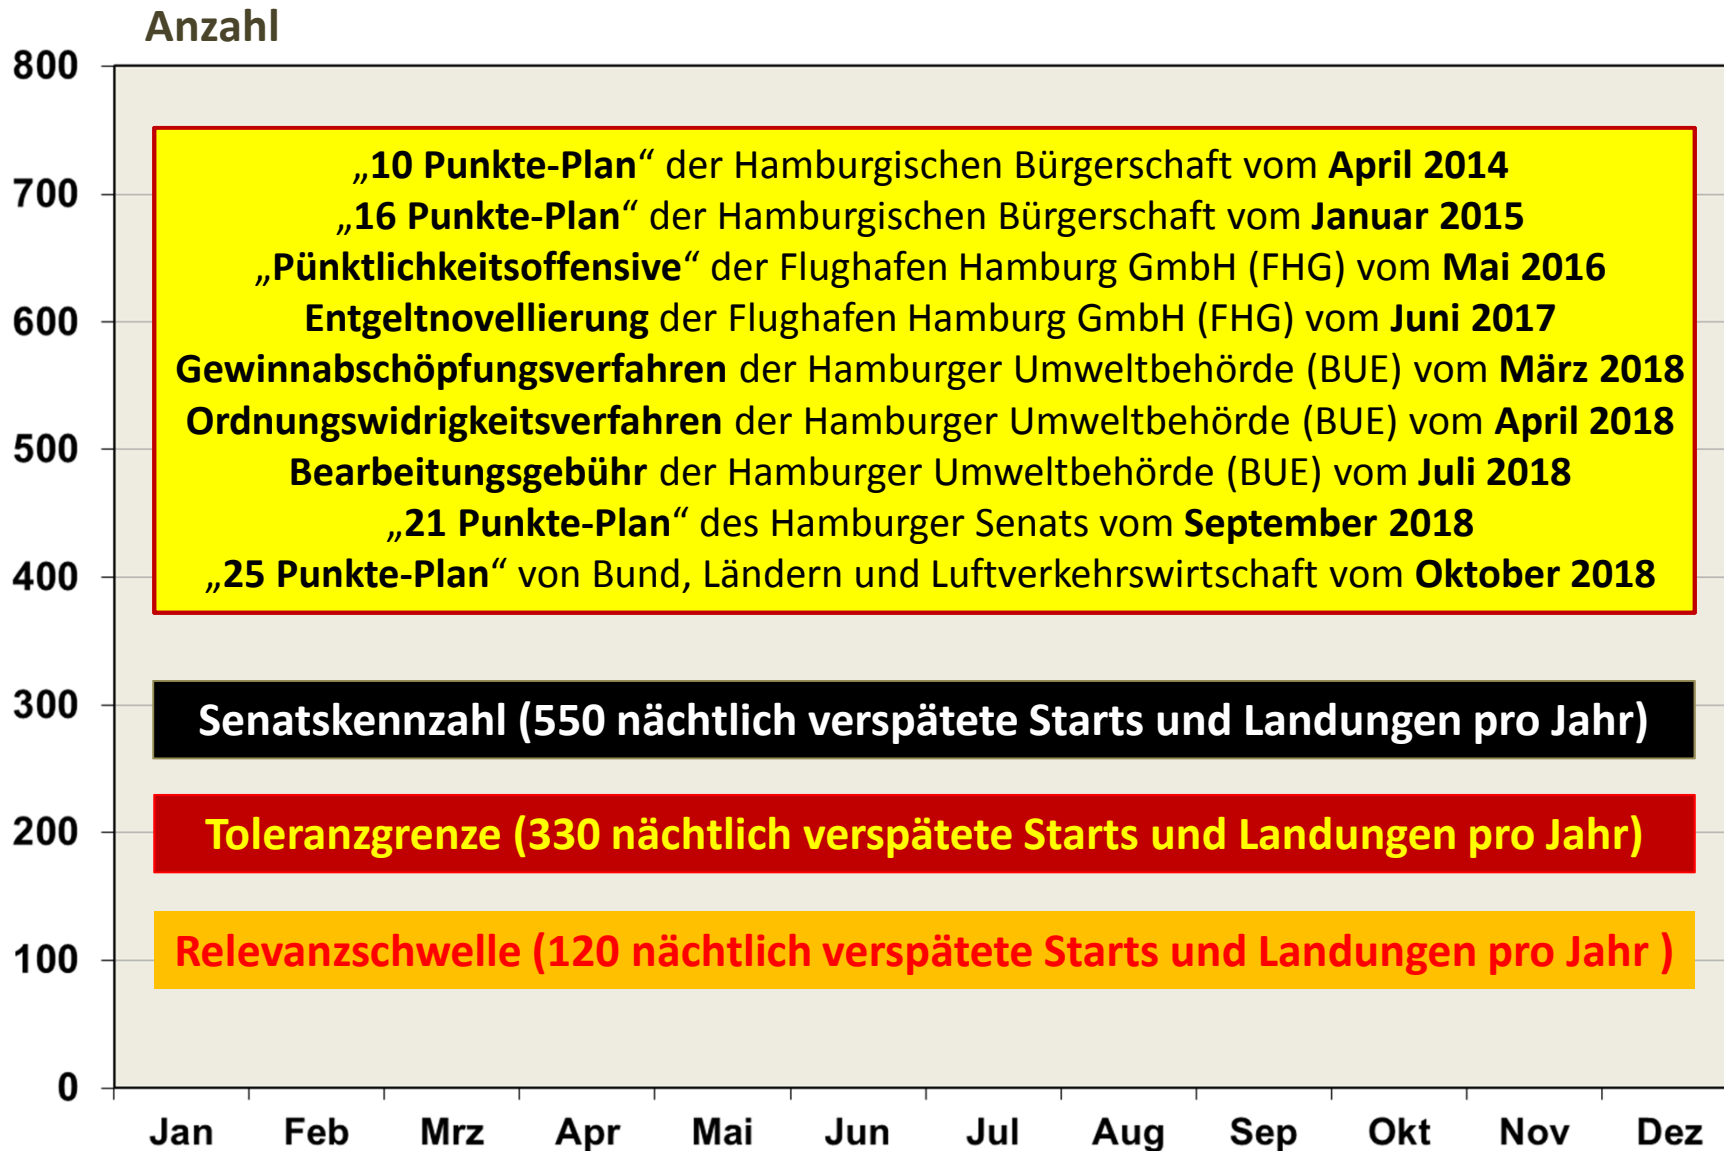 Anzahl
800
„10 Punkte-Plan“ der Hamburgischen Bürgerschaft vom April 2014
700
„16 Punkte-Plan“ der Hamburgischen Bürgerschaft vom Januar 2015
„Pünktlichkeitsoffensive“ der Flughafen Hamburg GmbH (FHG) vom Mai 2016
600
Entgeltnovellierung der Flughafen Hamburg GmbH (FHG) vom Juni 2017
Gewinnabschöpfungsverfahren der Hamburger Umweltbehörde (BUE) vom März 2018
Ordnungswidrigkeitsverfahren der Hamburger Umweltbehörde (BUE) vom April 2018
500
Bearbeitungsgebühr der Hamburger Umweltbehörde (BUE) vom Juli 2018
„21 Punkte-Plan“ des Hamburger Senats vom September 2018
400
„25 Punkte-Plan“ von Bund, Ländern und Luftverkehrswirtschaft vom Oktober 2018
300
Senatskennzahl (550 nächtlich verspätete Starts und Landungen pro Jahr)
200
Toleranzgrenze (330 nächtlich verspätete Starts und Landungen pro Jahr)
100
Relevanzschwelle (120 nächtlich verspätete Starts und Landungen pro Jahr )
0
Jan Feb Mrz Apr Mai Jun Jul Aug Sep Okt Nov Dez